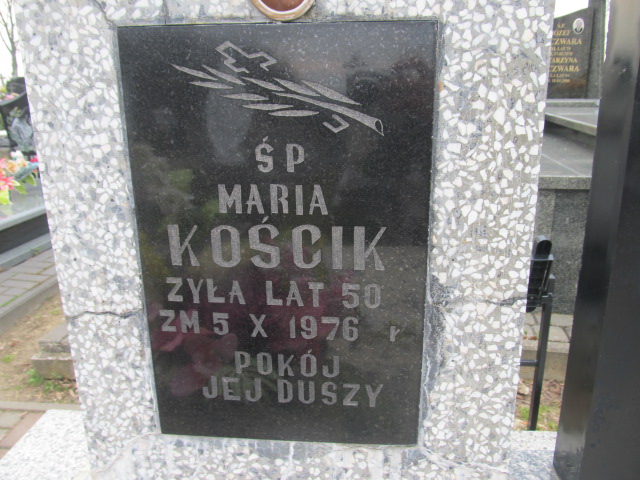 ŚP
MARIA
KOŚCIK
ŻYŁA LAT 50
ZM 5 X 1976 r
POKÓJ
JEJ DUSZY